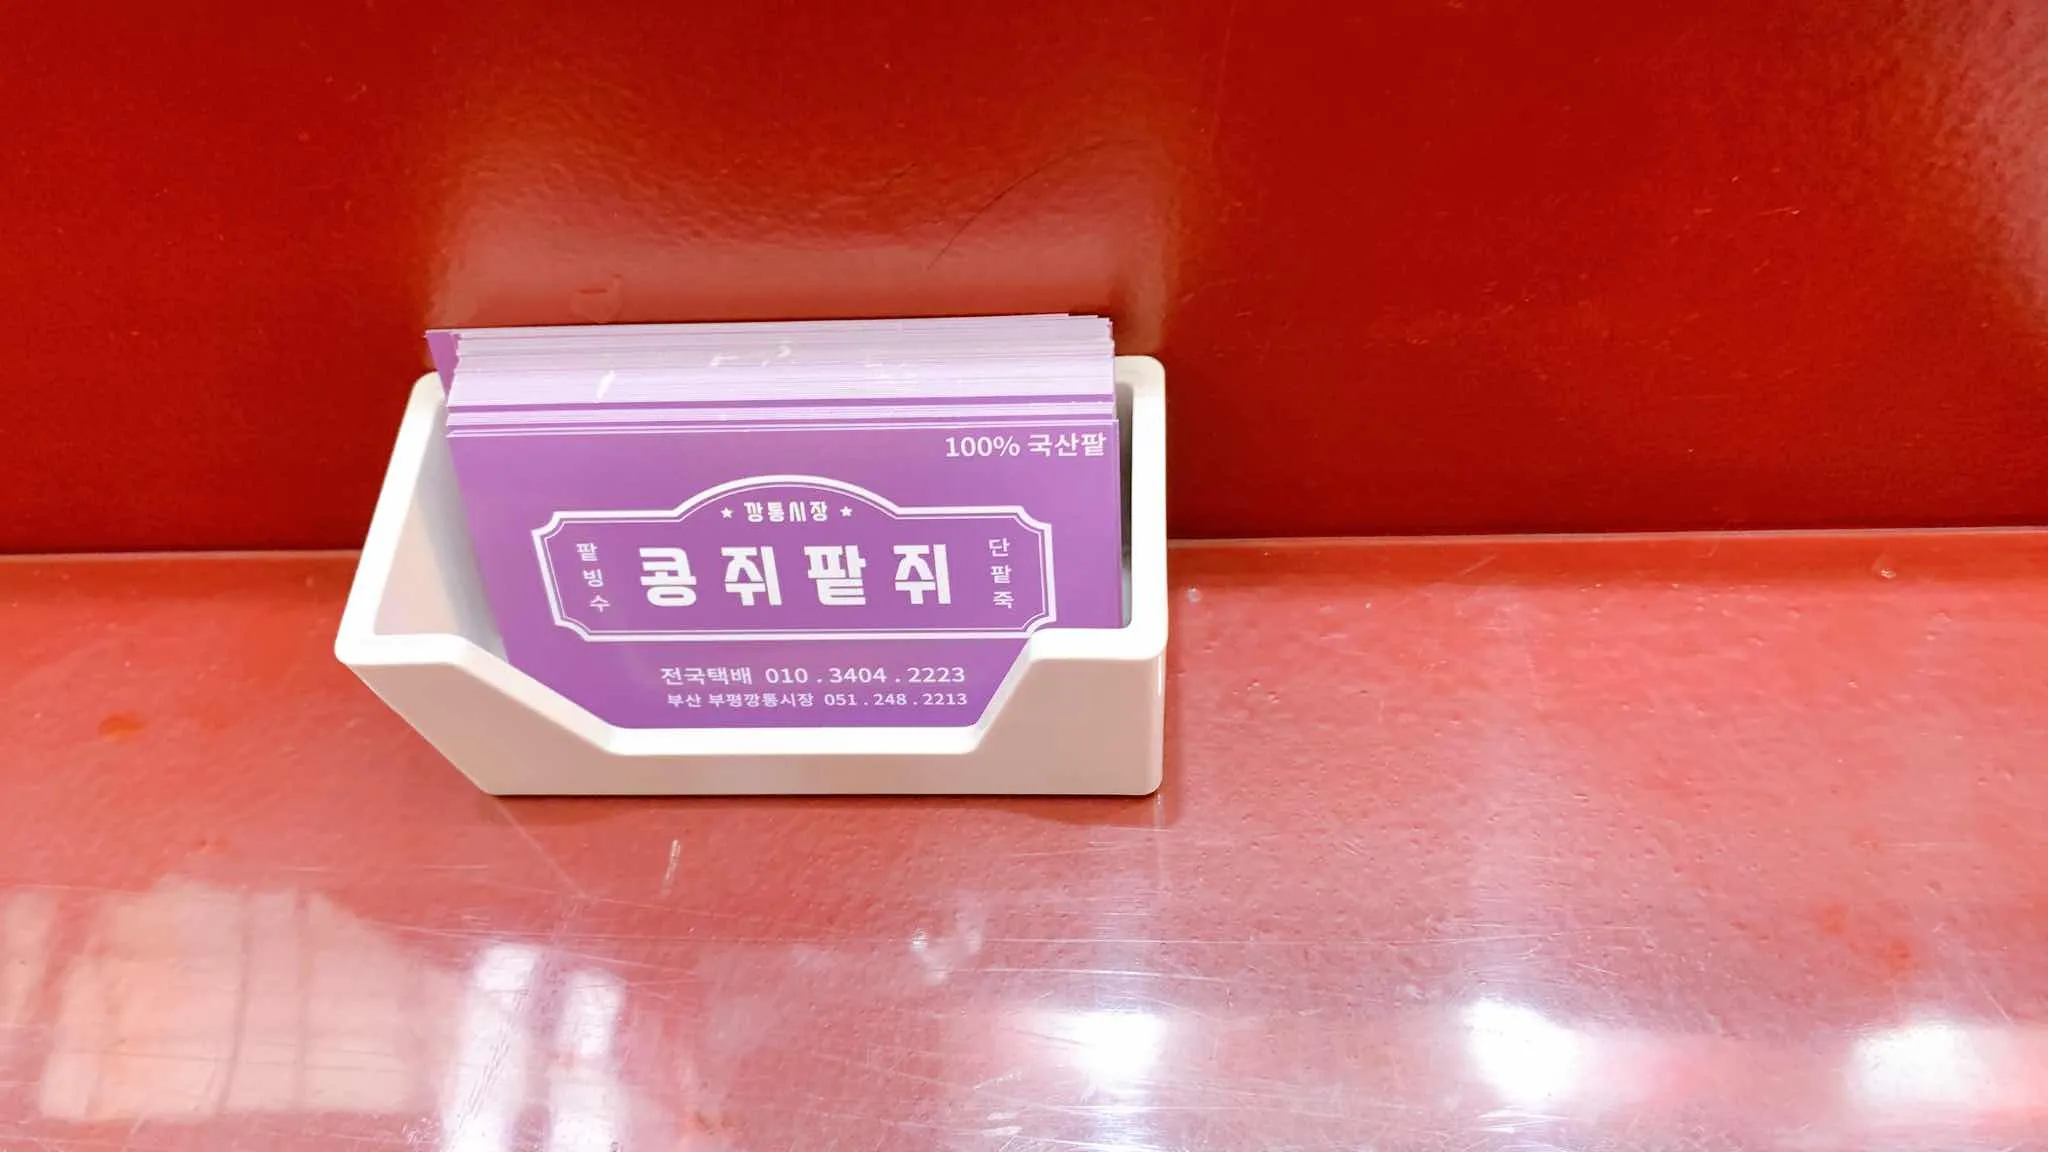 100% 국산팥
★ 깡통시장 ★
팥빙수
콩쥐팥쥐
단팥죽
전국택배 010 . 3404 . 2223
부산 부평깡통시장 051 . 248 . 2213